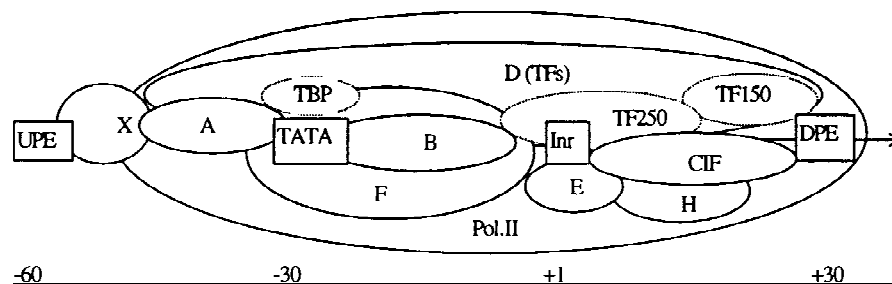 D (TFs)
TBP
TF150
X
A
TF250
UPE
TATA
B
Inr
DPE
CIF
F
E
H
Pol.II
-60
-30
+1
+30